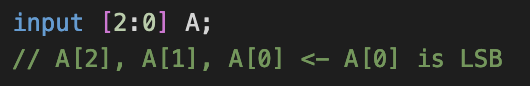 input [2:0] A;
// A[2], A[1], A[0] <- A[0] is LSB